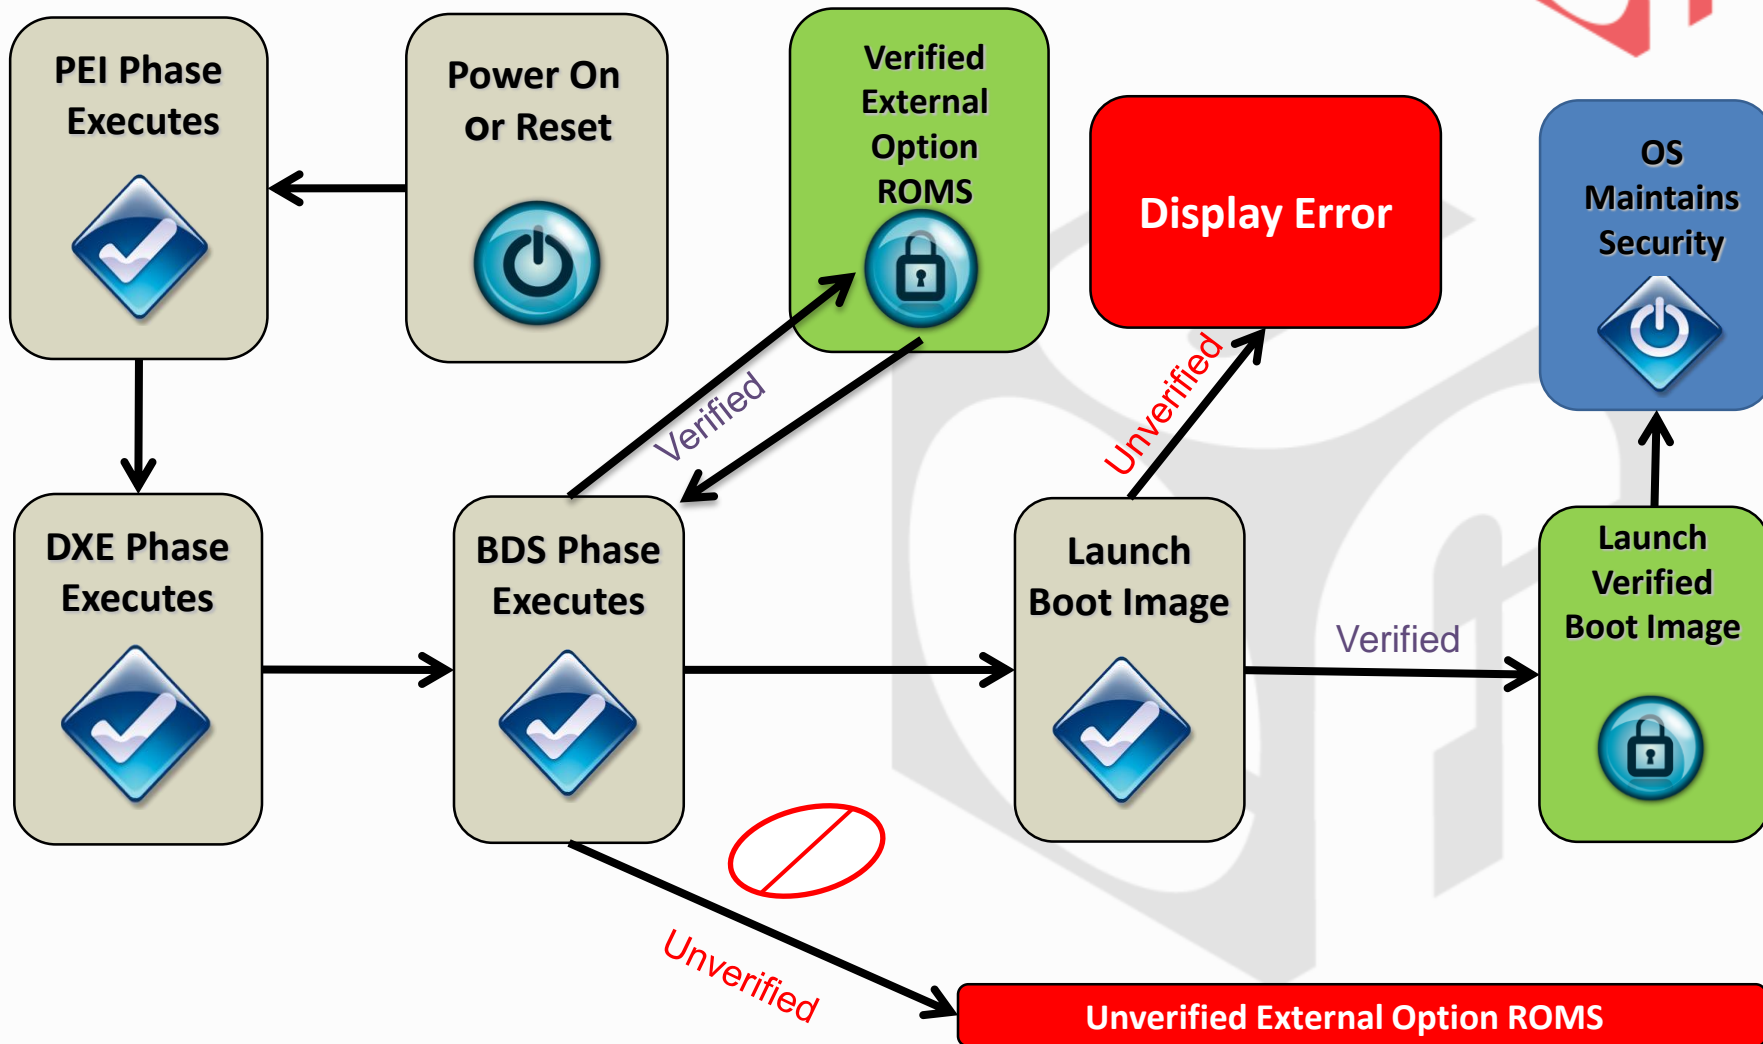 PEI Phase
Executes
Power On
or Reset
Verified
External
Option
ROMS
Display Error
OS
Maintains
Security
Verified
Unverified
DXE Phase
Executes
BDS Phase
Executes
Launch
Boot Image
Verified
Launch
Verified
Boot Image
Unverified
Unverified External Option ROMS